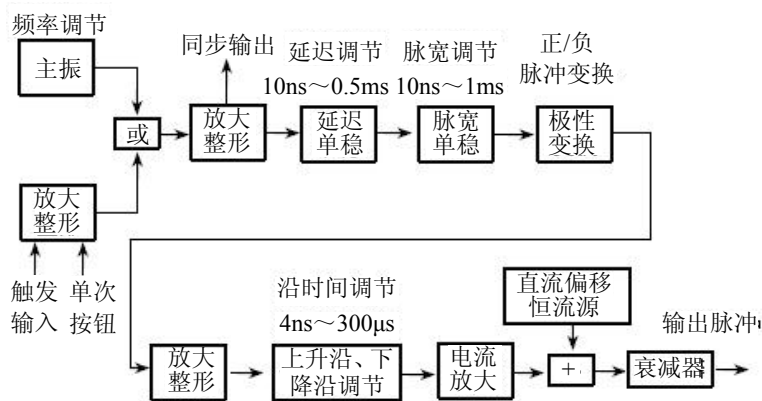 频率调节
主振
同步输出
延迟调节
10ns～0.5ms
脉宽调节
10ns～1ms
正/负
脉冲变换
或
放大
整形
延迟
单稳
脉宽
单稳
极性
变换
放大
整形
触发
输入
单次
按钮
沿时间调节
4ns～300μs
直流偏移
恒流源
输出脉冲
放大
整形
上升沿、下
降沿调节
电流
放大
+
衰减器